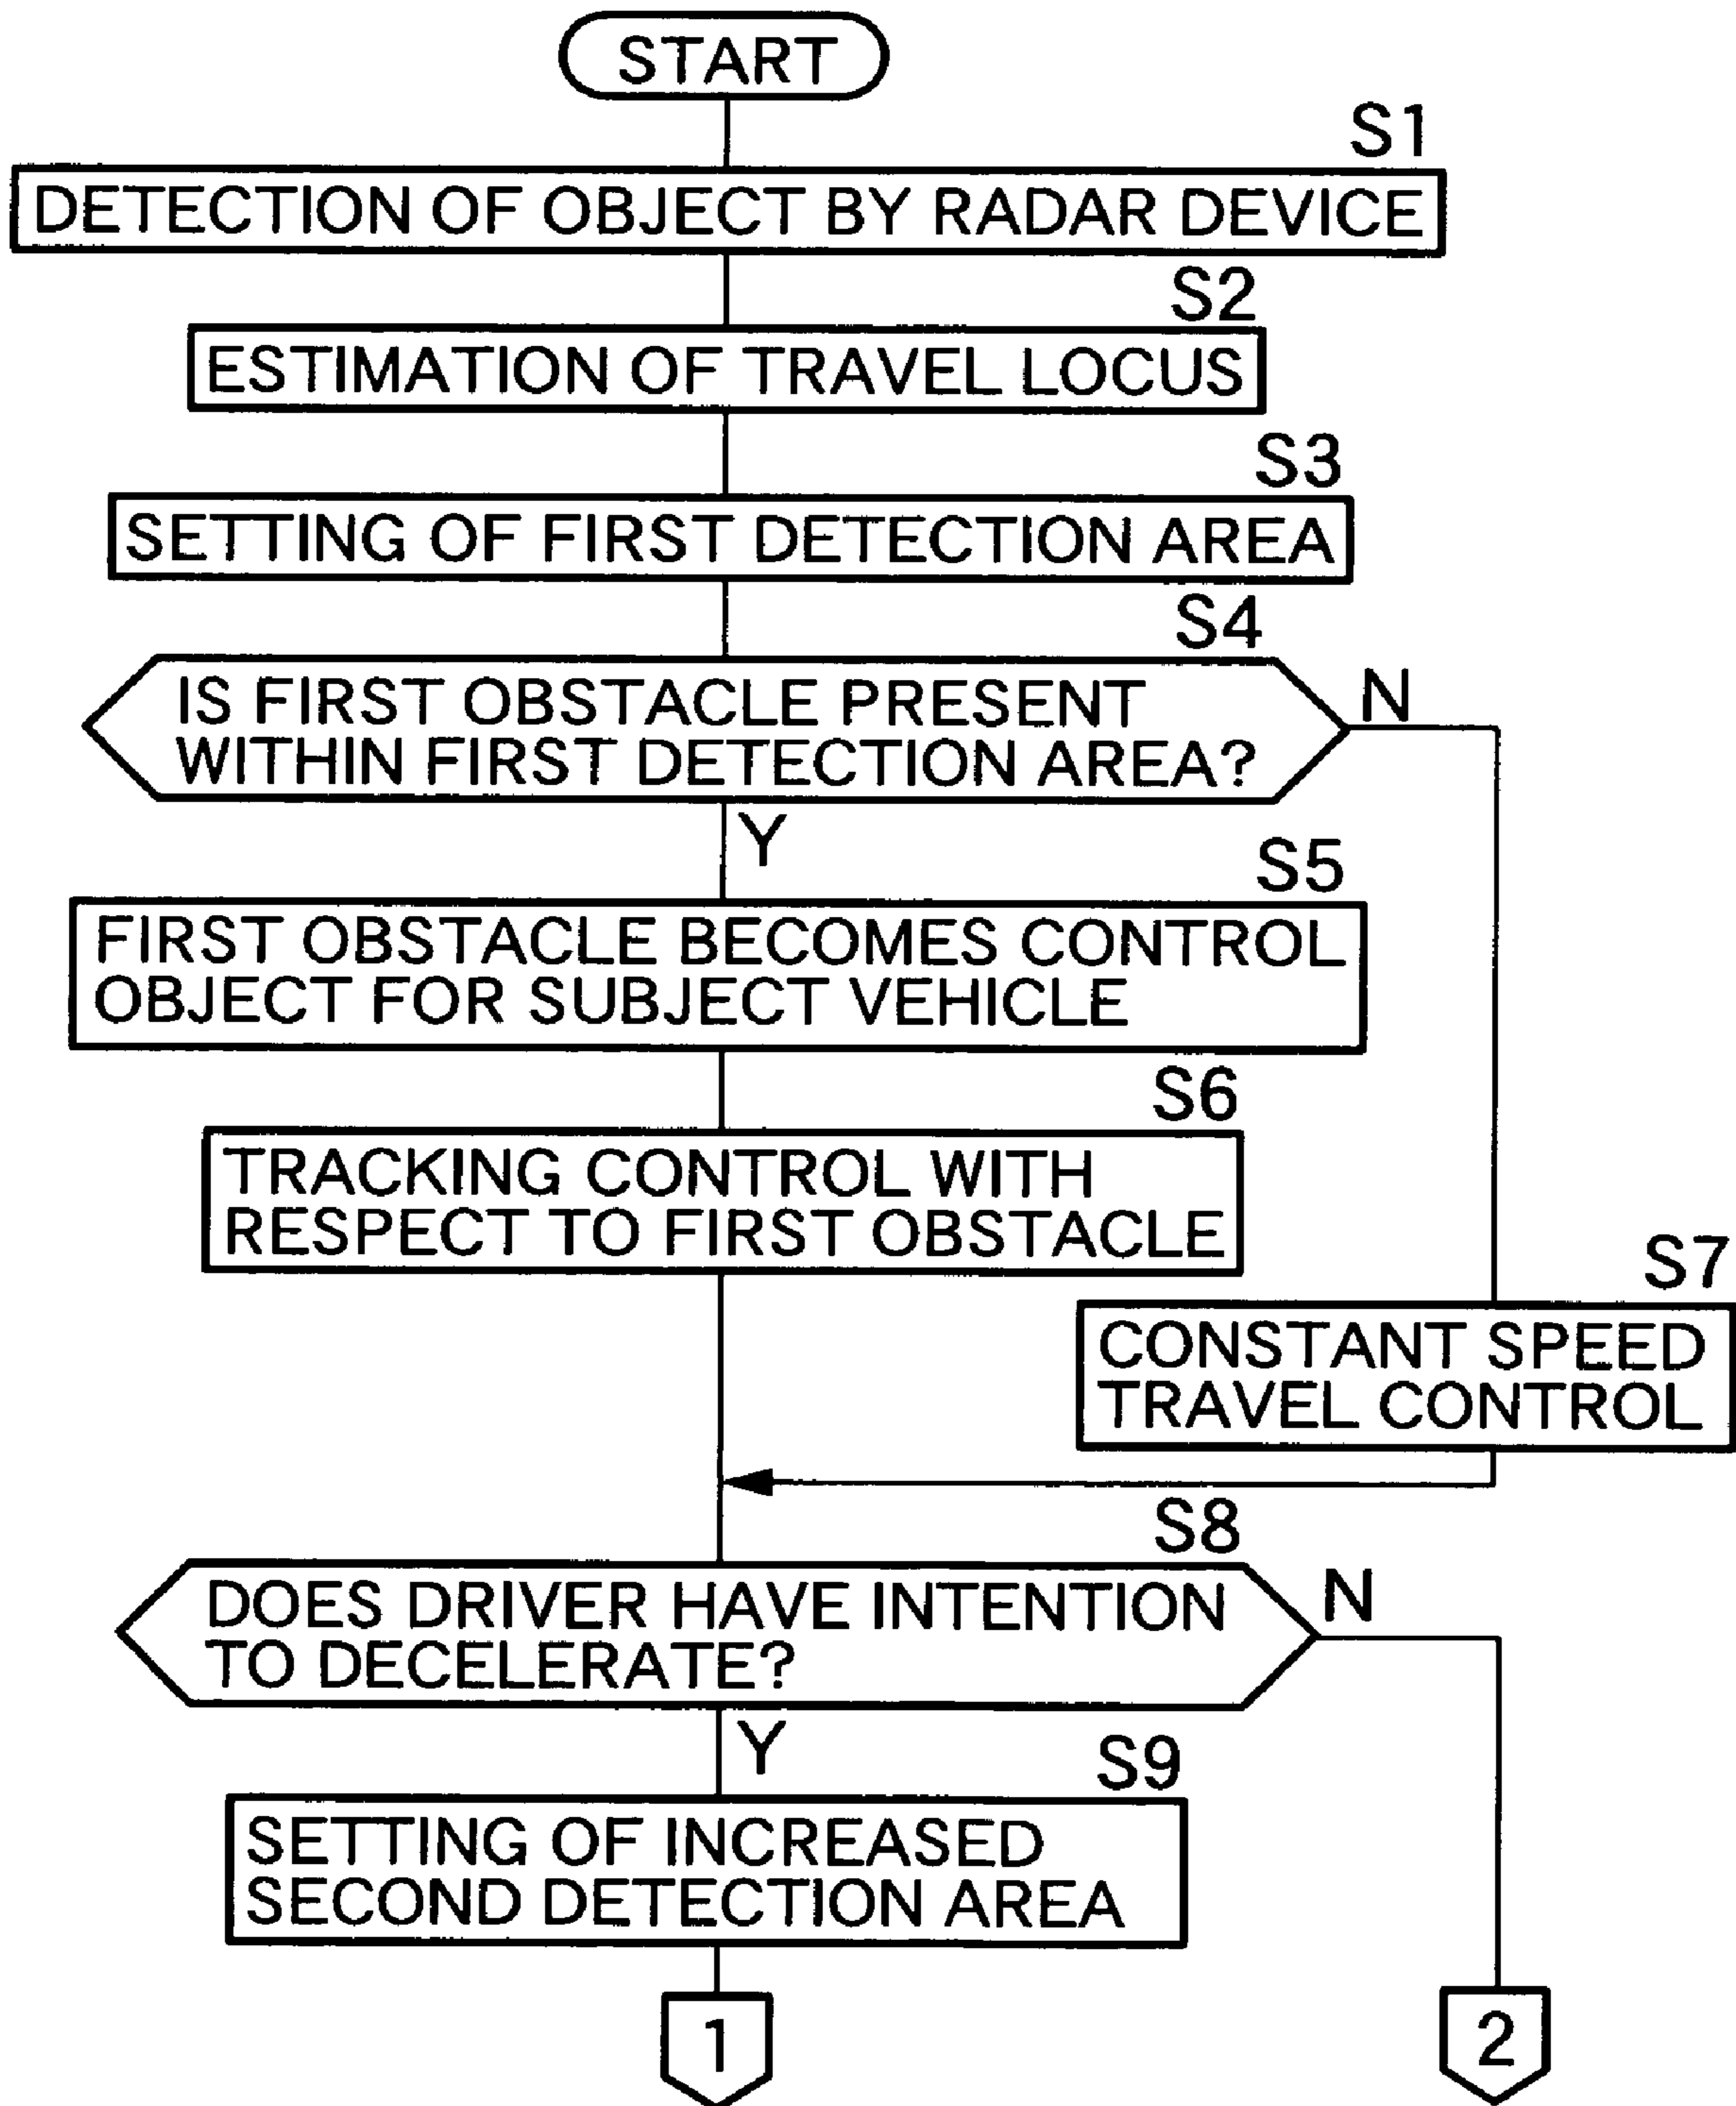 START
S1
DETECTION OF OBJECT BY RADAR DEVICE
S2
ESTIMATION OF TRAVEL LOCUS
S3
SETTING OF FIRST DETECTION AREA
S4
IS FIRST OBSTACLE PRESENT
WITHIN FIRST DETECTION AREA?
N
Y
S5
FIRST OBSTACLE BECOMES CONTROL
OBJECT FOR SUBJECT VEHICLE
S6
TRACKING CONTROL WITH
RESPECT TO FIRST OBSTACLE
S7
CONSTANT SPEED
TRAVEL CONTROL
S8
DOES DRIVER HAVE INTENTION
TO DECELERATE?
N
Y
S9
SETTING OF INCREASED
SECOND DETECTION AREA
1
2